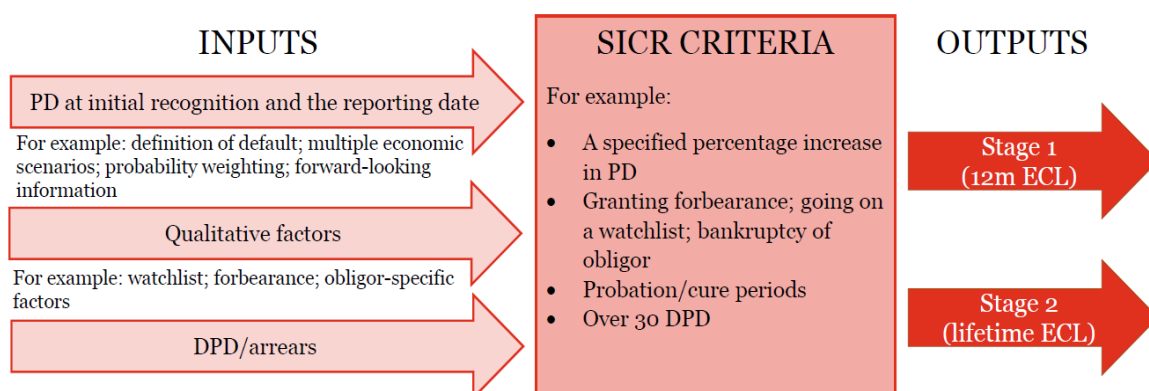 INPUTS
PD at initial recognition and the reporting date
For example: definition of default; multiple economic
scenarios; probability weighting; forward-looking
information
Qualitative factors
For example: watchlist; forbearance; obligor-specific
factors
DPD/arrears
SICR CRITERIA
For example:
• A specified percentage increase
in PD
• Granting forbearance; going on
a watchlist; bankruptcy of
obligor
• Probation/cure periods
• Over 30 DPD
OUTPUTS
Stage 1
(12m ECL)
Stage 2
(lifetime ECL)